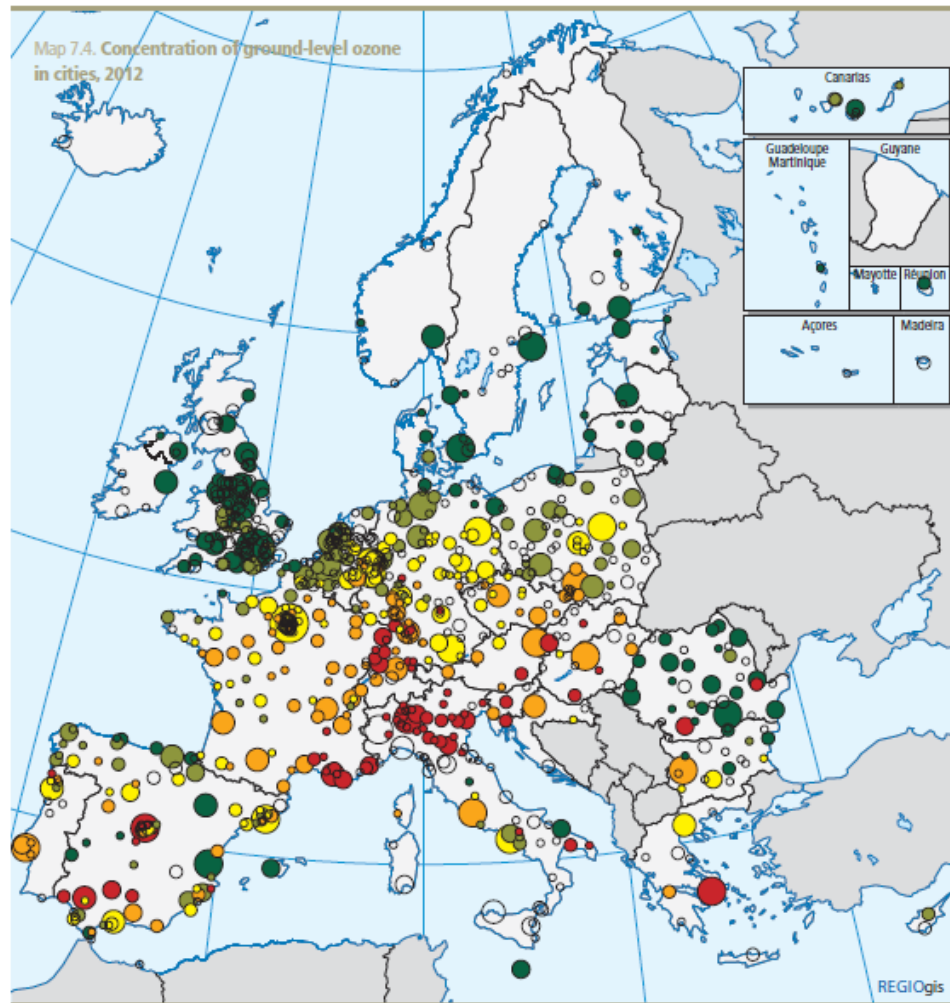 Map 7.4. Concentration of ground-level ozone
in cities, 2012
Canarias
Guadeloupe
Martinique
Guyane
Mayotte
Réunion
Açores
Madeira
REGIOgis